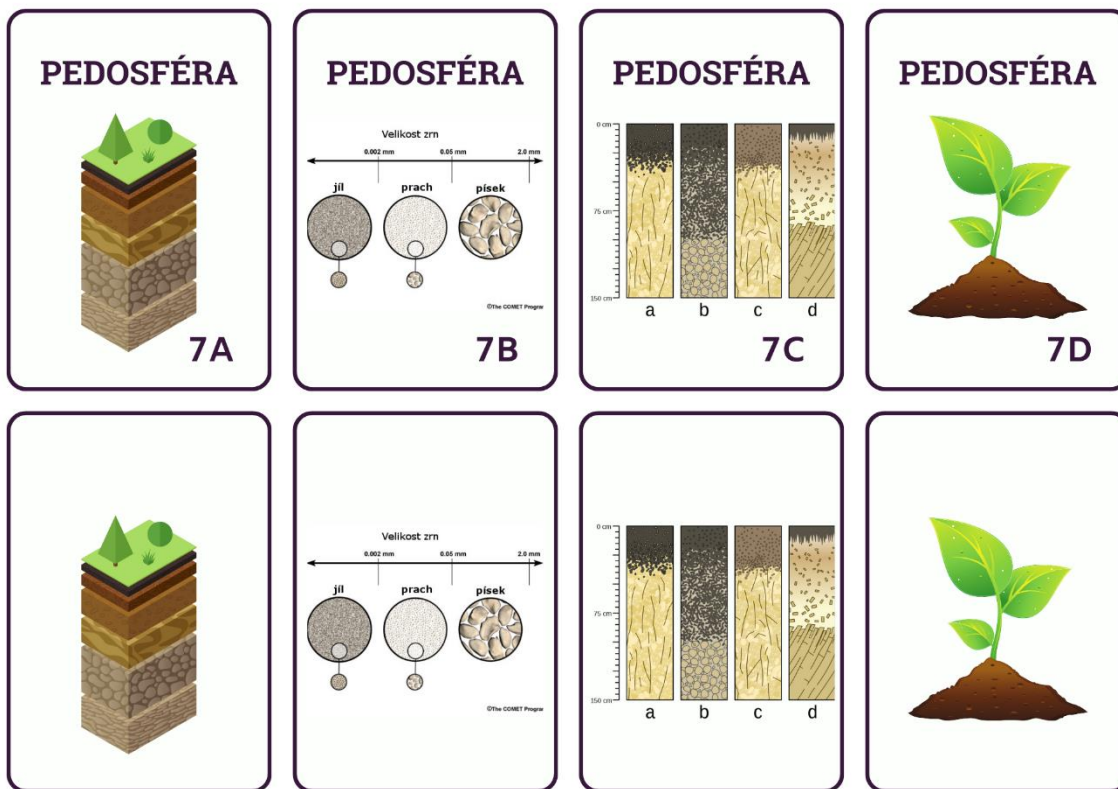 PEDOSFÉRA
7A
PEDOSFÉRA
Velikost zrn
0.002 mm 0.05 mm 2.0 mm
jíl prach písek
©The COMET Program
7B
PEDOSFÉRA
0 cm
75 cm
150 cm
a b c d
7C
PEDOSFÉRA
7D
Velikost zrn
0.002 mm 0.05 mm 2.0 mm
jíl prach písek
©The COMET Program
0 cm
75 cm
150 cm
a b c d